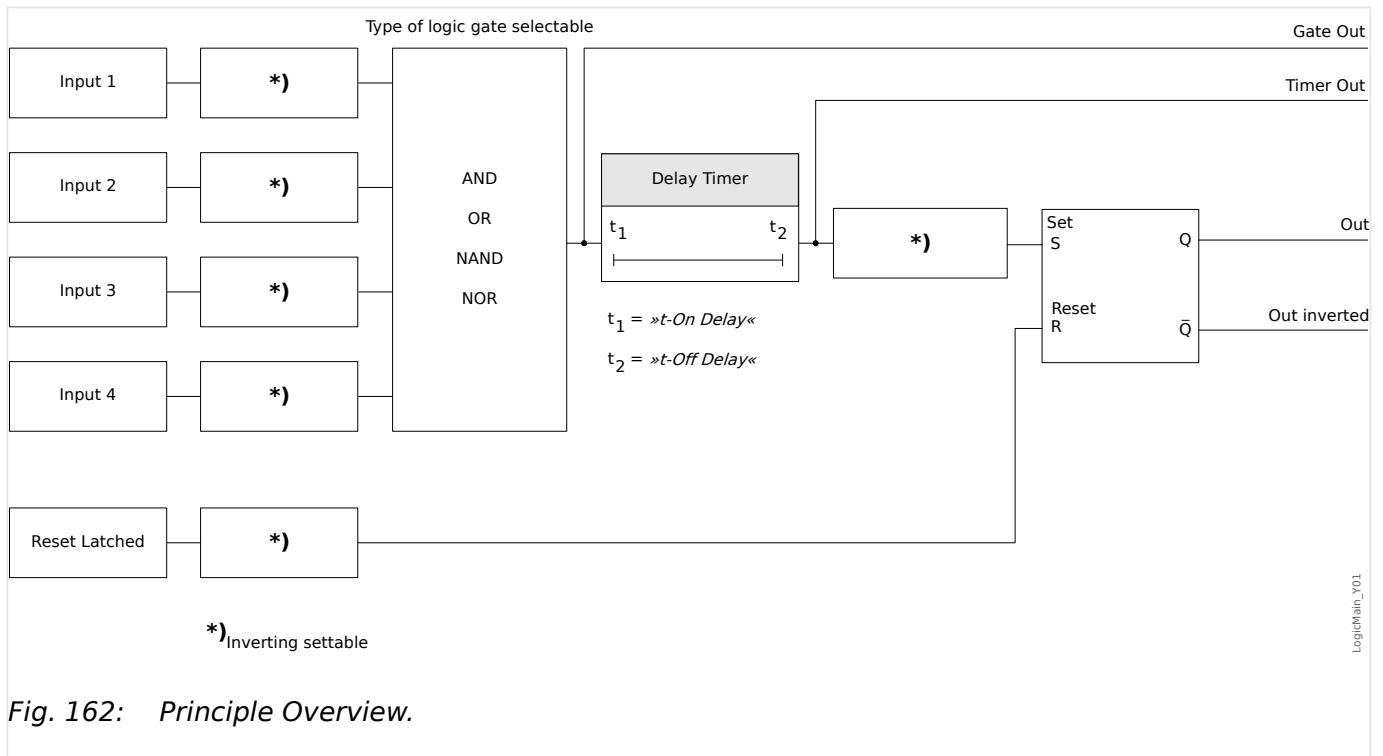 Type of logic gate selectable
Gate Out
Timer Out
Input 1
*)
Input 2
*)
Input 3
*)
Input 4
*)
AND
OR
NAND
NOR
Delay Timer
t1
t2
t1 = »t-On Delay«
t2 = »t-Off Delay«
*)
Set
S
Q
Reset
R
Q̄
Out
Out inverted
Reset Latched
*)
*)Inverting settable
LogicMain_Y01
Fig. 162: Principle Overview.